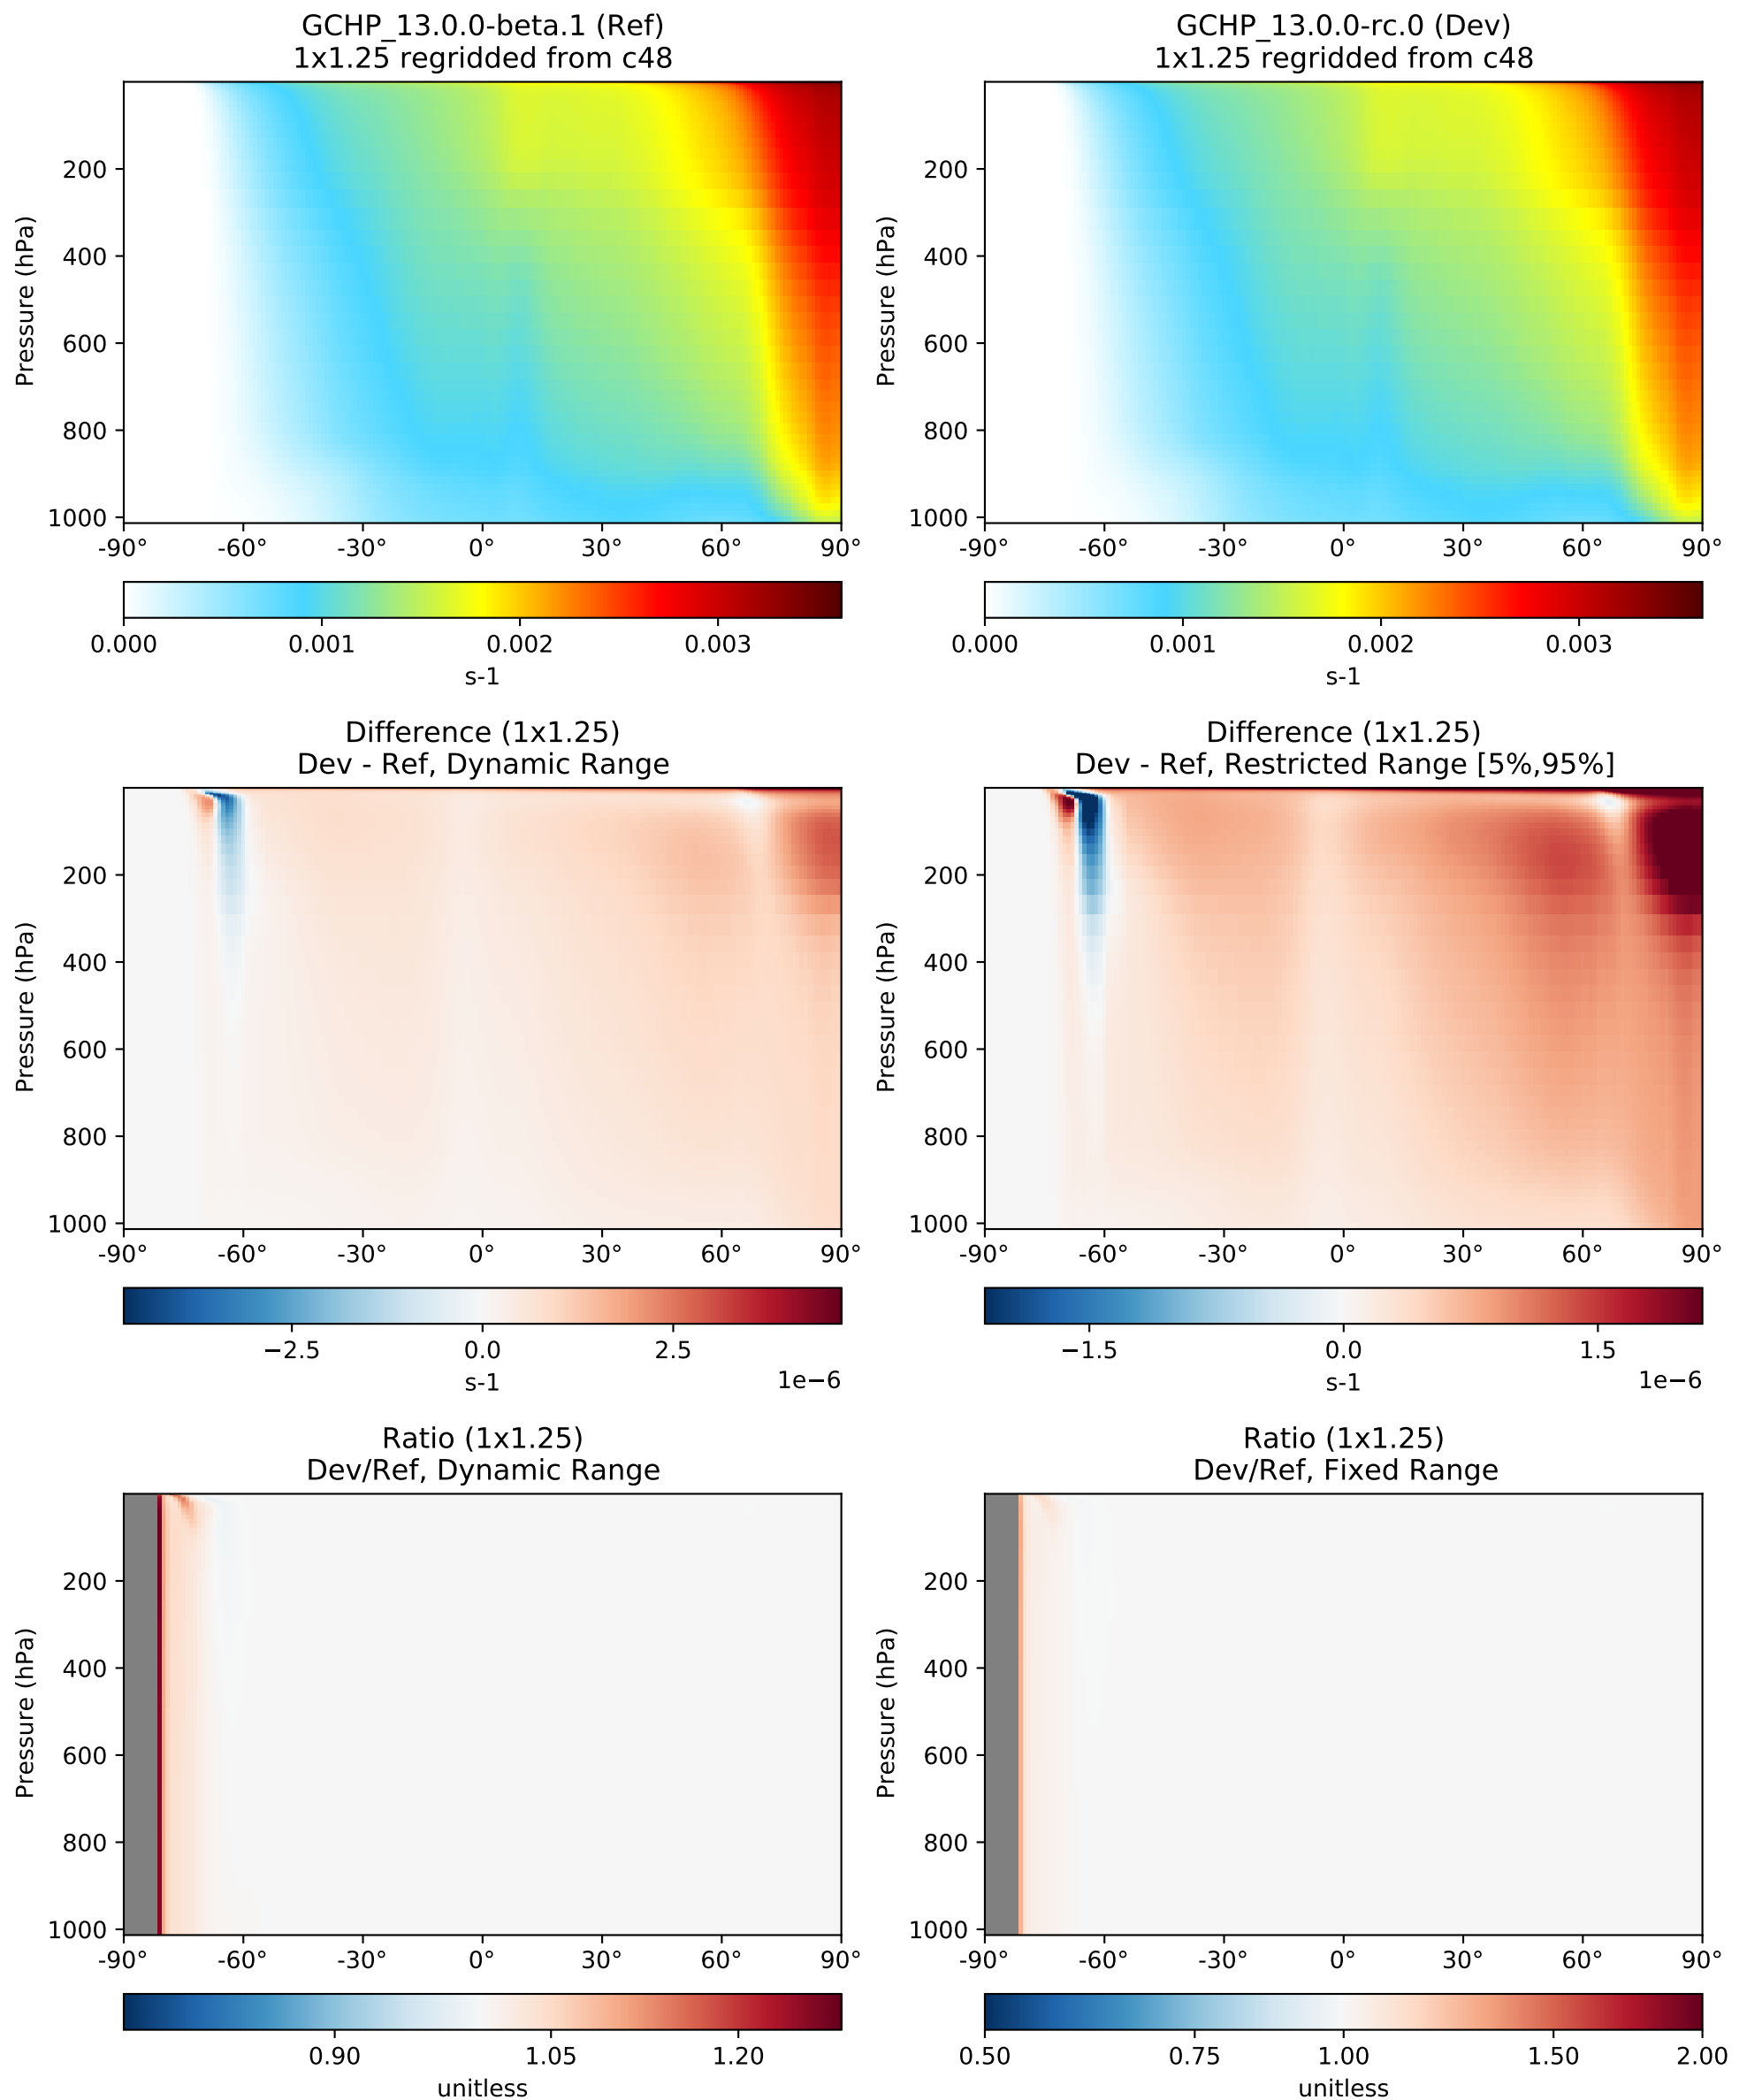 GCHP_13.0.0-beta.1 (Ref)
1x1.25 regridded from c48
GCHP_13.0.0-rc.0 (Dev)
1x1.25 regridded from c48
Pressure (hPa)
200
400
600
800
1000
-90° -60° -30° 0° 30° 60° 90°
0.000 0.001 0.002 0.003
s-1
Pressure (hPa)
200
400
600
800
1000
-90° -60° -30° 0° 30° 60° 90°
0.000 0.001 0.002 0.003
s-1
Difference (1x1.25)
Dev - Ref, Dynamic Range
Pressure (hPa)
200
400
600
800
1000
-90° -60° -30° 0° 30° 60° 90°
−2.5 0.0 2.5
s-1 1e−6
Difference (1x1.25)
Dev - Ref, Restricted Range [5%,95%]
Pressure (hPa)
200
400
600
800
1000
-90° -60° -30° 0° 30° 60° 90°
−1.5 0.0 1.5
s-1 1e−6
Ratio (1x1.25)
Dev/Ref, Dynamic Range
Pressure (hPa)
200
400
600
800
1000
-90° -60° -30° 0° 30° 60° 90°
0.90 1.05 1.20
unitless
Ratio (1x1.25)
Dev/Ref, Fixed Range
Pressure (hPa)
200
400
600
800
1000
-90° -60° -30° 0° 30° 60° 90°
0.50 0.75 1.00 1.50 2.00
unitless